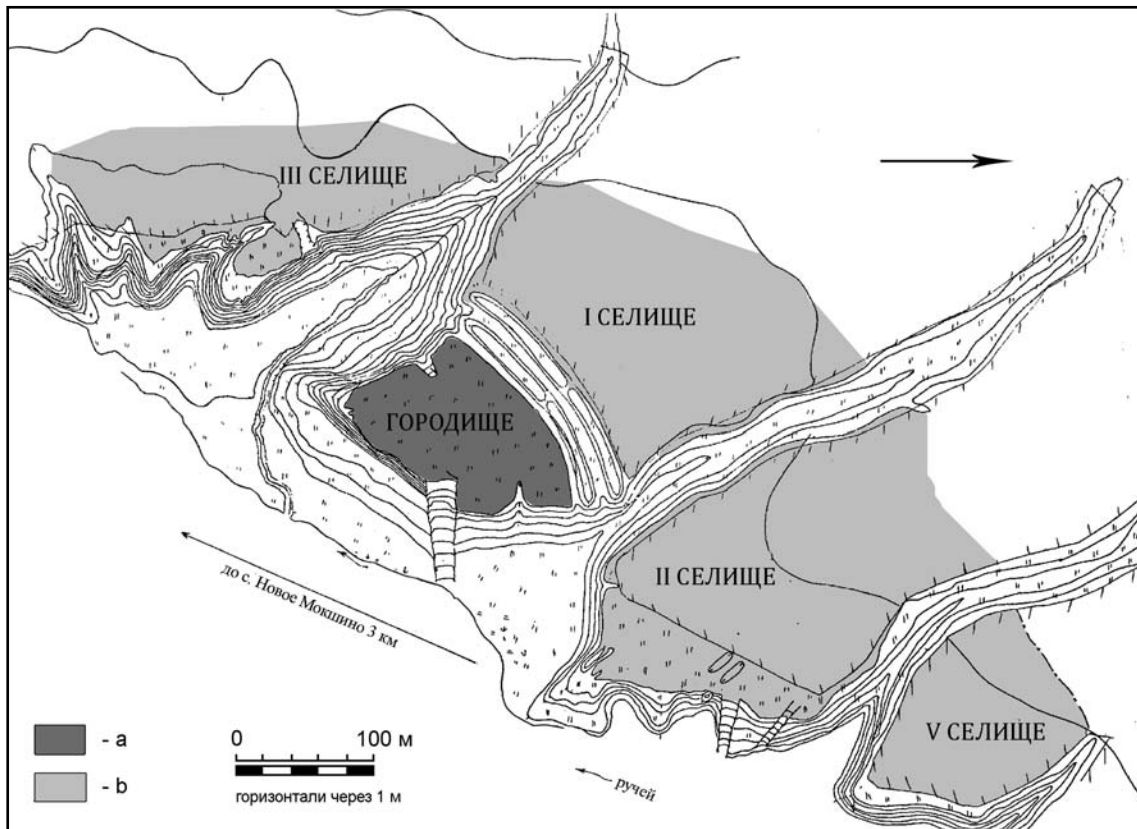 III СЕЛИЩЕ
I СЕЛИЩЕ
ГОРОДИЩЕ
II СЕЛИЩЕ
до с. Новое Мокшино 3 км
V СЕЛИЩЕ
- a
- b
0 100 м
горизонтали через 1 м
ручей